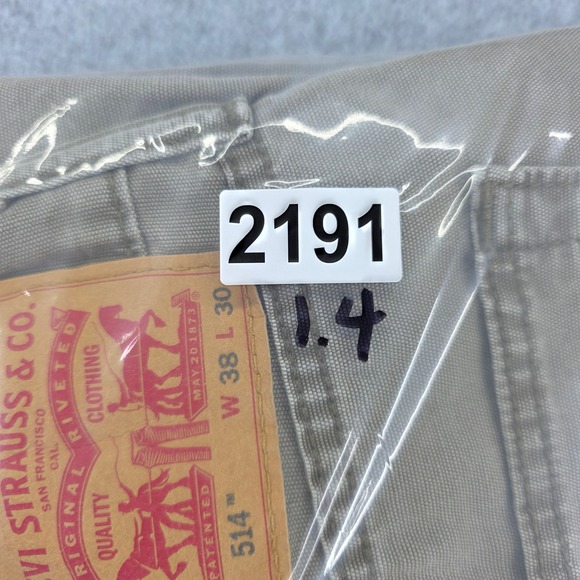 2191
1.4
VI STRAUSS & CO.
SAN FRANCISCO
CAL.
ORIGINAL RIVETED
QUALITY CLOTHING
PATENTED
MAY 20 1873
514™
W 38 L 30